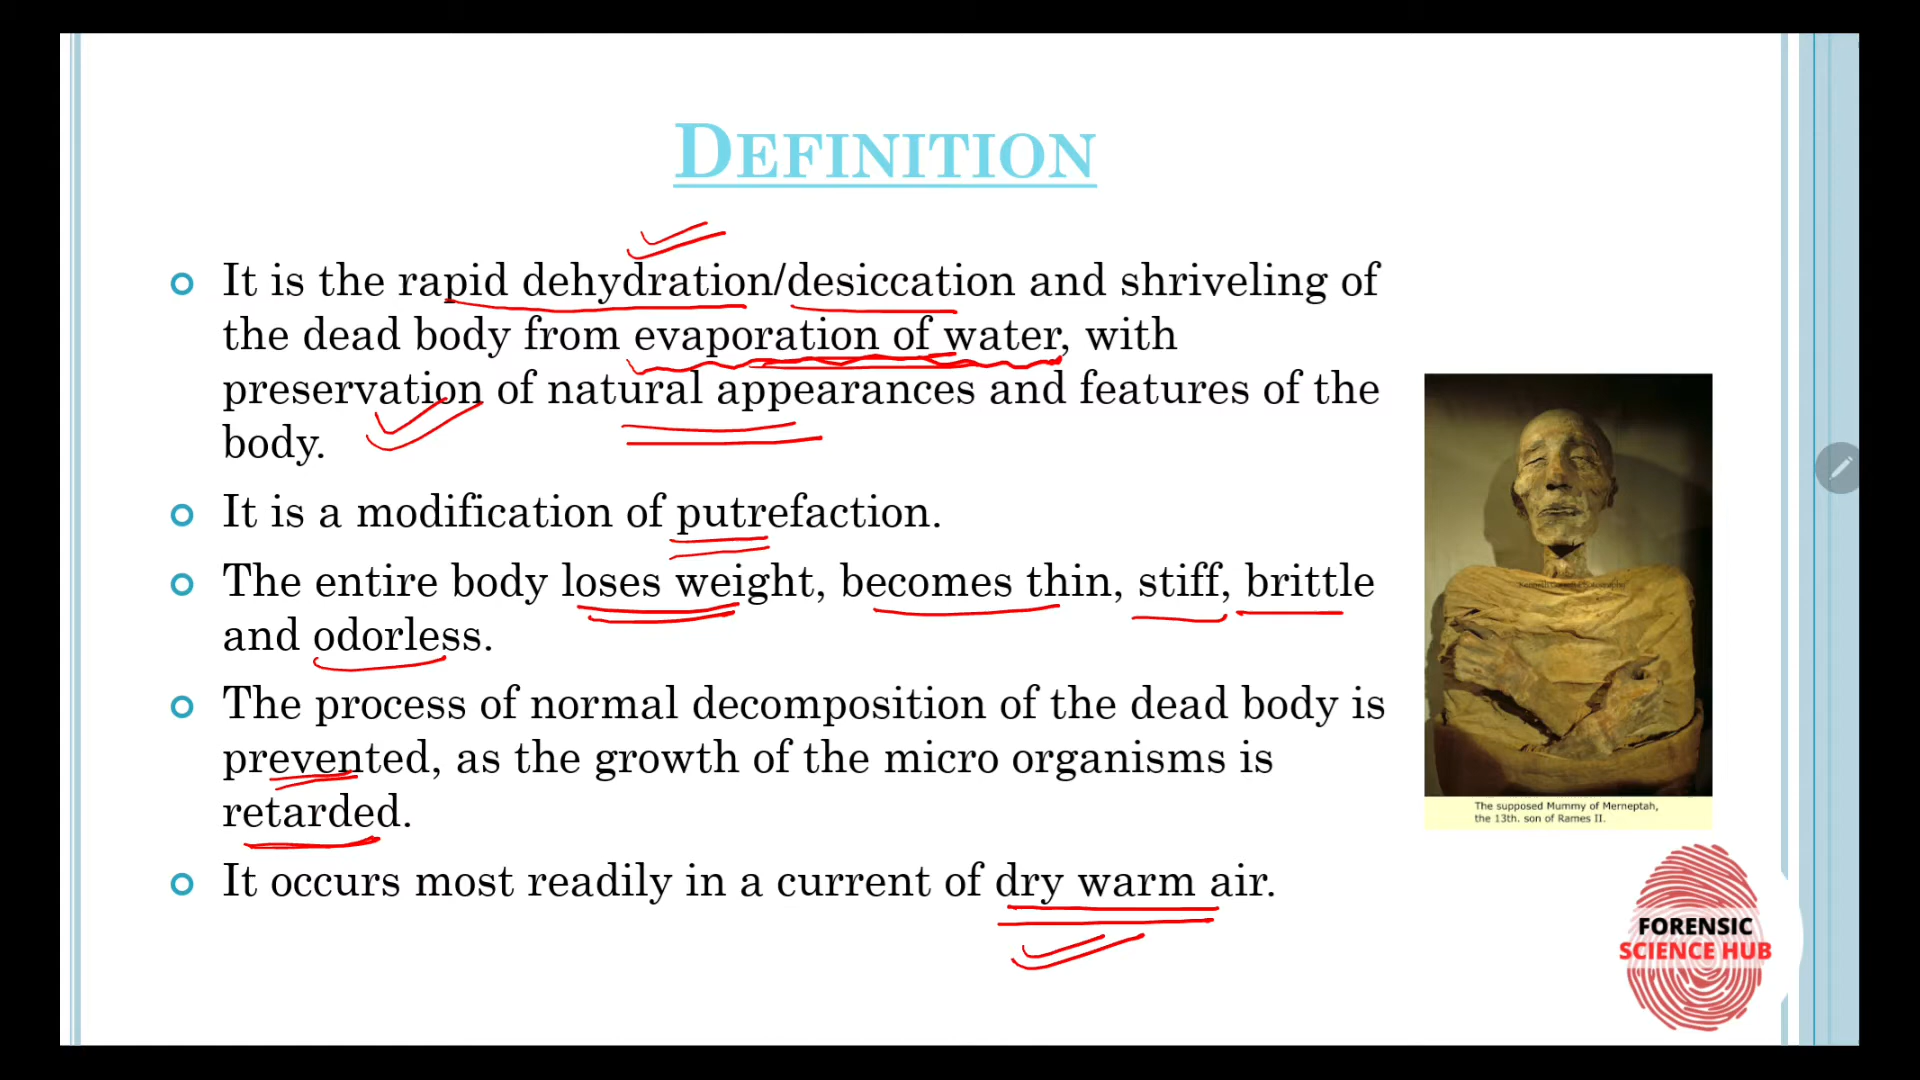 DEFINITION
It is the rapid dehydration/desiccation and shriveling of
the dead body from evaporation of water, with
preservation of natural appearances and features of the
body.
It is a modification of putrefaction.
The entire body loses weight, becomes thin, stiff, brittle
and odorless.
The process of normal decomposition of the dead body is
prevented, as the growth of the micro organisms is
retarded.
It occurs most readily in a current of dry warm air.
The supposed Mummy of Merneptah,
the 13th. son of Rames II.
FORENSIC
SCIENCE HUB